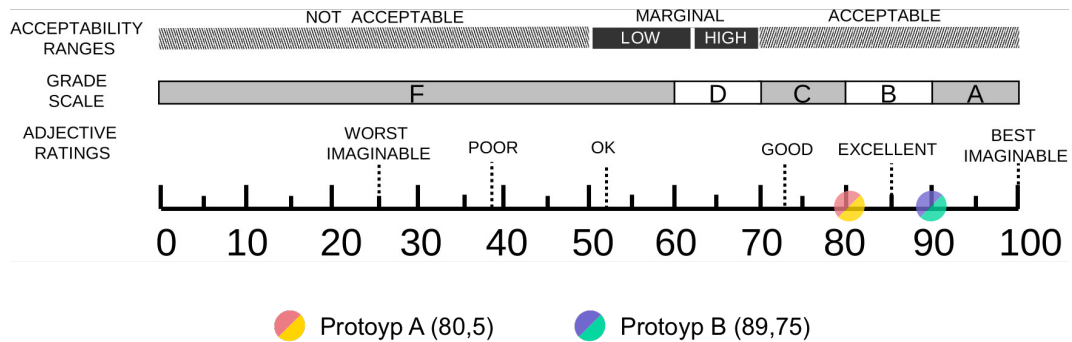 NOT ACCEPTABLE MARGINAL ACCEPTABLE
ACCEPTABILITY
RANGES
LOW HIGH
GRADE
SCALE
F D C B A
ADJECTIVE
RATINGS
WORST
IMAGINABLE
POOR
OK
GOOD
EXCELLENT
BEST
IMAGINABLE
0 10 20 30 40 50 60 70 80 90 100
Protoyp A (80,5) Protoyp B (89,75)